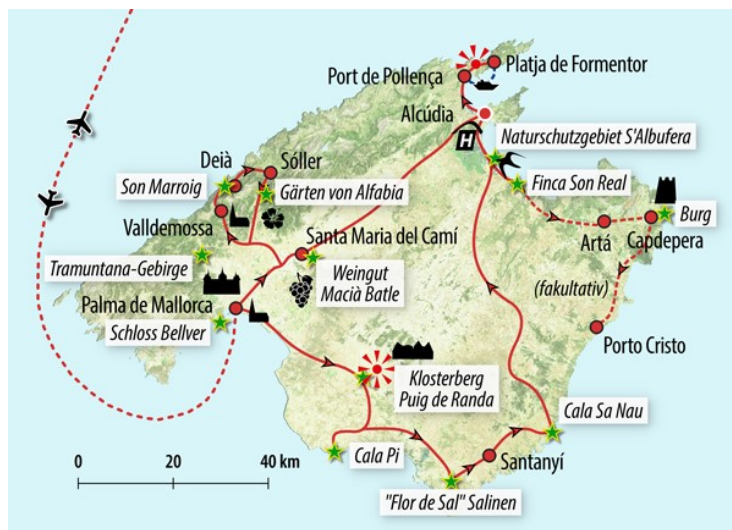 Port de Pollença
Platja de Formentor
Alcúdia
H
Naturschutzgebiet S'Albufera
Deià
Sóller
Son Marroig
Gärten von Alfabia
Finca Son Real
Burg
Valldemossa
Artá
Capdepera
Santa Maria del Camí
Tramuntana-Gebirge
Weingut
Macià Batle
(fakultativ)
Palma de Mallorca
Schloss Bellver
Porto Cristo
Klosterberg
Puig de Randa
Cala Sa Nau
Cala Pi
Santanyí
0 20 40 km
"Flor de Sal" Salinen